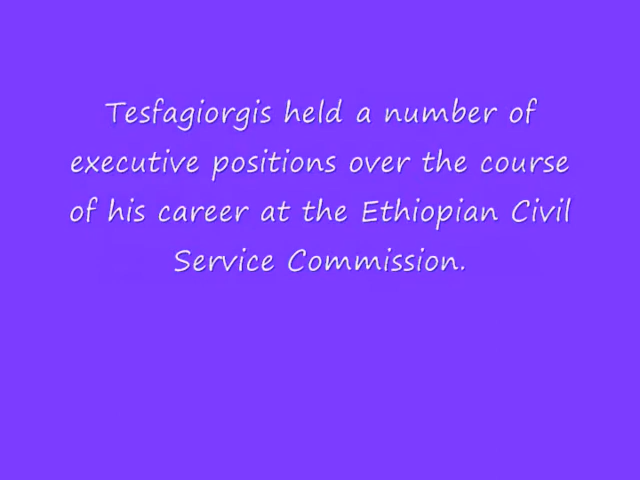 Tesfagiorgis held a number of
executive positions over the course
of his career at the Ethiopian Civil
Service Commission.